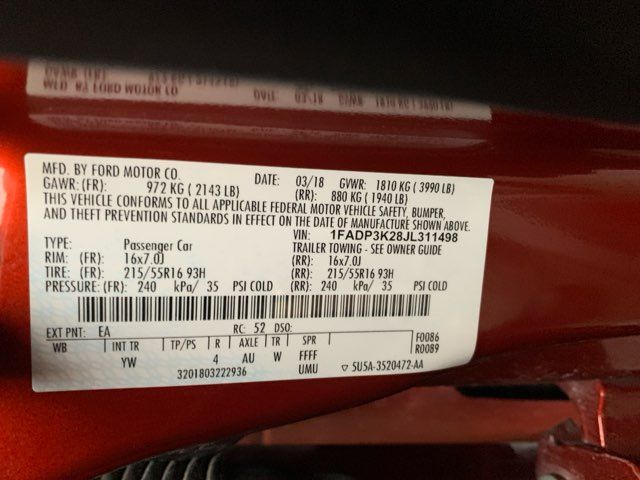 MFD. BY FORD MOTOR CO.
DATE: 03/18 GVWR: 1810 KG ( 3990 LB)
GAWR: (FR): 972 KG ( 2143 LB) (RR): 880 KG ( 1940 LB)
THIS VEHICLE CONFORMS TO ALL APPLICABLE FEDERAL MOTOR VEHICLE SAFETY, BUMPER,
AND THEFT PREVENTION STANDARDS IN EFFECT ON THE DATE OF MANUFACTURE SHOWN ABOVE.
VIN: 1FADP3K28JL311498
TYPE: Passenger Car TRAILER TOWING - SEE OWNER GUIDE
RIM: (FR): 16x7.0J (RR): 16x7.0J
TIRE: (FR): 215/55R16 93H (RR): 215/55R16 93H
PRESSURE: (FR): 240 kPa/ 35 PSI COLD (RR): 240 kPa/ 35 PSI COLD
EXT PNT: EA RC: 52 DSO: F0086
WB INT TR TP/PS R AXLE TR SPR R0089
YW 4 AU W FFFF
3201803222936 UMU ▽ 5U5A-3520472-AA